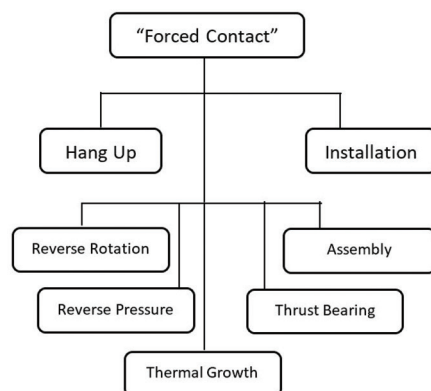 “Forced Contact”
Hang Up
Installation
Reverse Rotation
Assembly
Reverse Pressure
Thrust Bearing
Thermal Growth